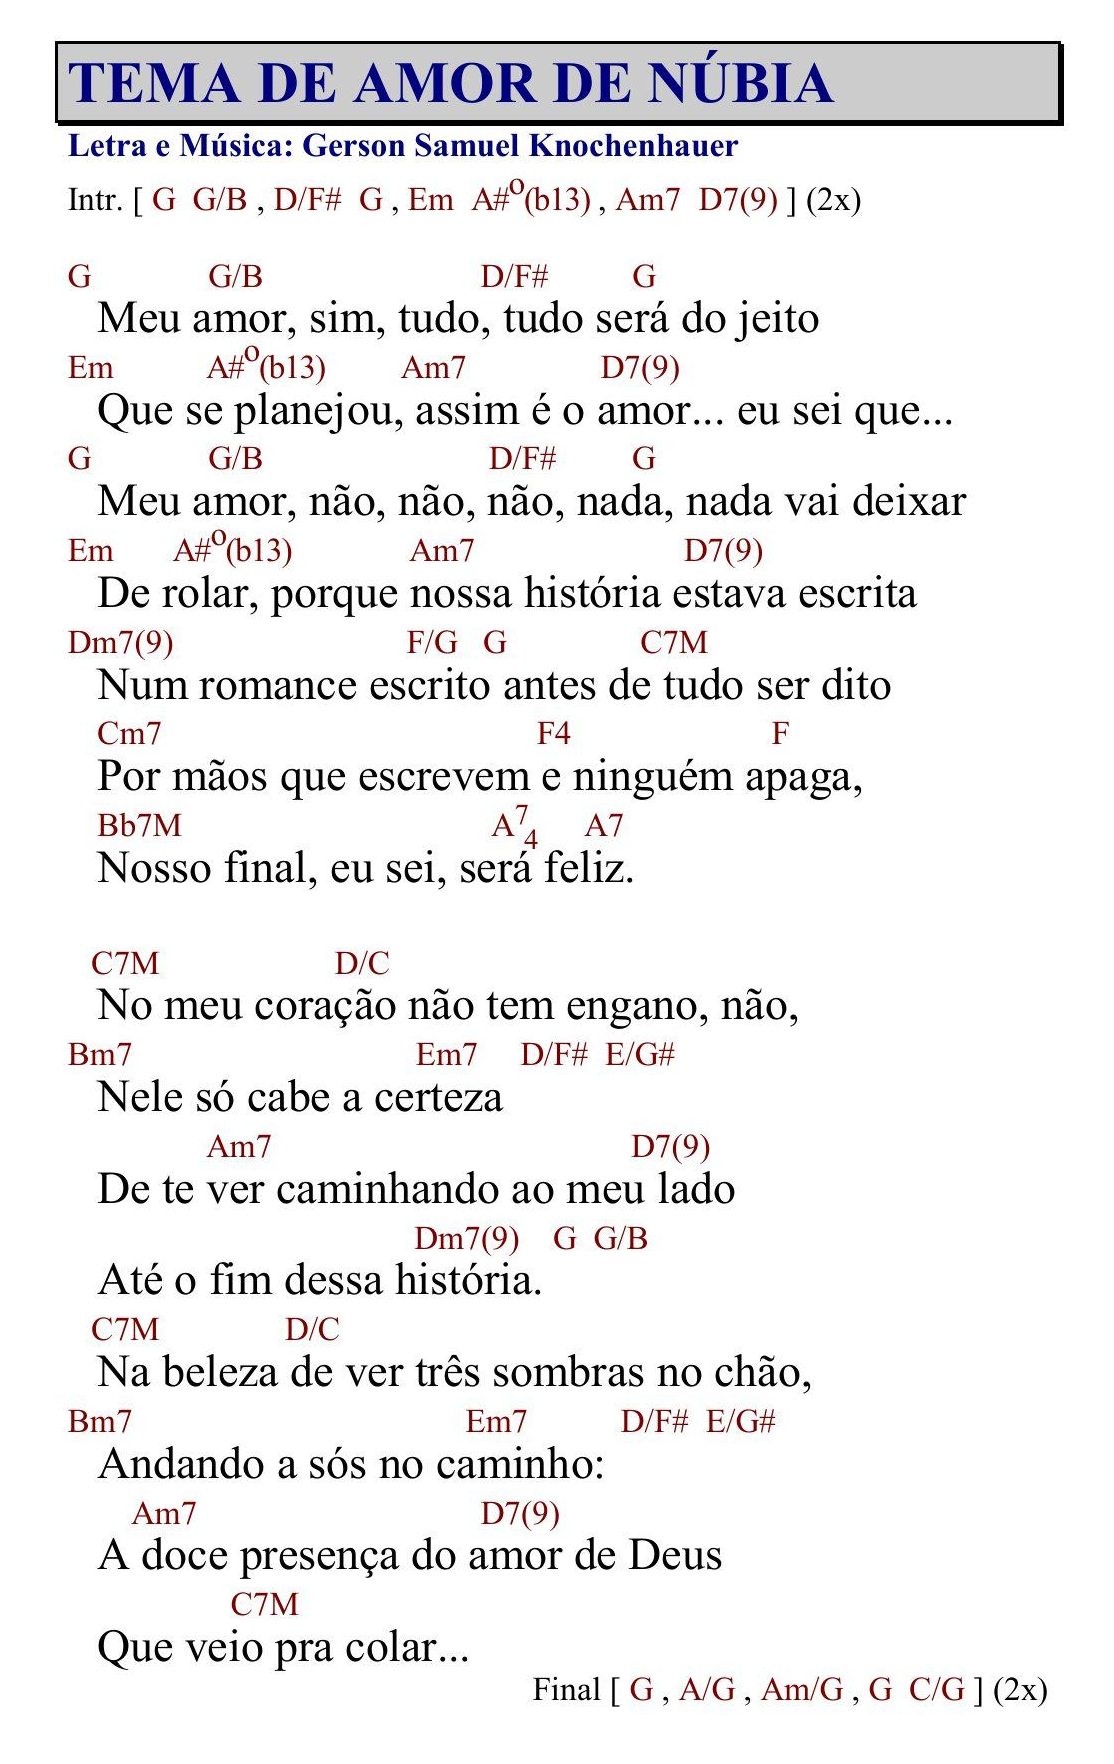 TEMA DE AMOR DE NÚBIA
Letra e Música: Gerson Samuel Knochenhauer
Intr. [ G G/B , D/F# G , Em A#º(b13) , Am7 D7(9) ] (2x)
G G/B D/F# G
Meu amor, sim, tudo, tudo será do jeito
Em A#º(b13) Am7 D7(9)
Que se planejou, assim é o amor... eu sei que...
G G/B D/F# G
Meu amor, não, não, não, nada, nada vai deixar
Em A#º(b13) Am7 D7(9)
De rolar, porque nossa história estava escrita
Dm7(9) F/G G C7M
Num romance escrito antes de tudo ser dito
Cm7 F4 F
Por mãos que escrevem e ninguém apaga,
Bb7M A74 A7
Nosso final, eu sei, será feliz.
C7M D/C
No meu coração não tem engano, não,
Bm7 Em7 D/F# E/G#
Nele só cabe a certeza
Am7 D7(9)
De te ver caminhando ao meu lado
Dm7(9) G G/B
Até o fim dessa história.
C7M D/C
Na beleza de ver três sombras no chão,
Bm7 Em7 D/F# E/G#
Andando a sós no caminho:
Am7 D7(9)
A doce presença do amor de Deus
C7M
Que veio pra colar...
Final [ G , A/G , Am/G , G C/G ] (2x)